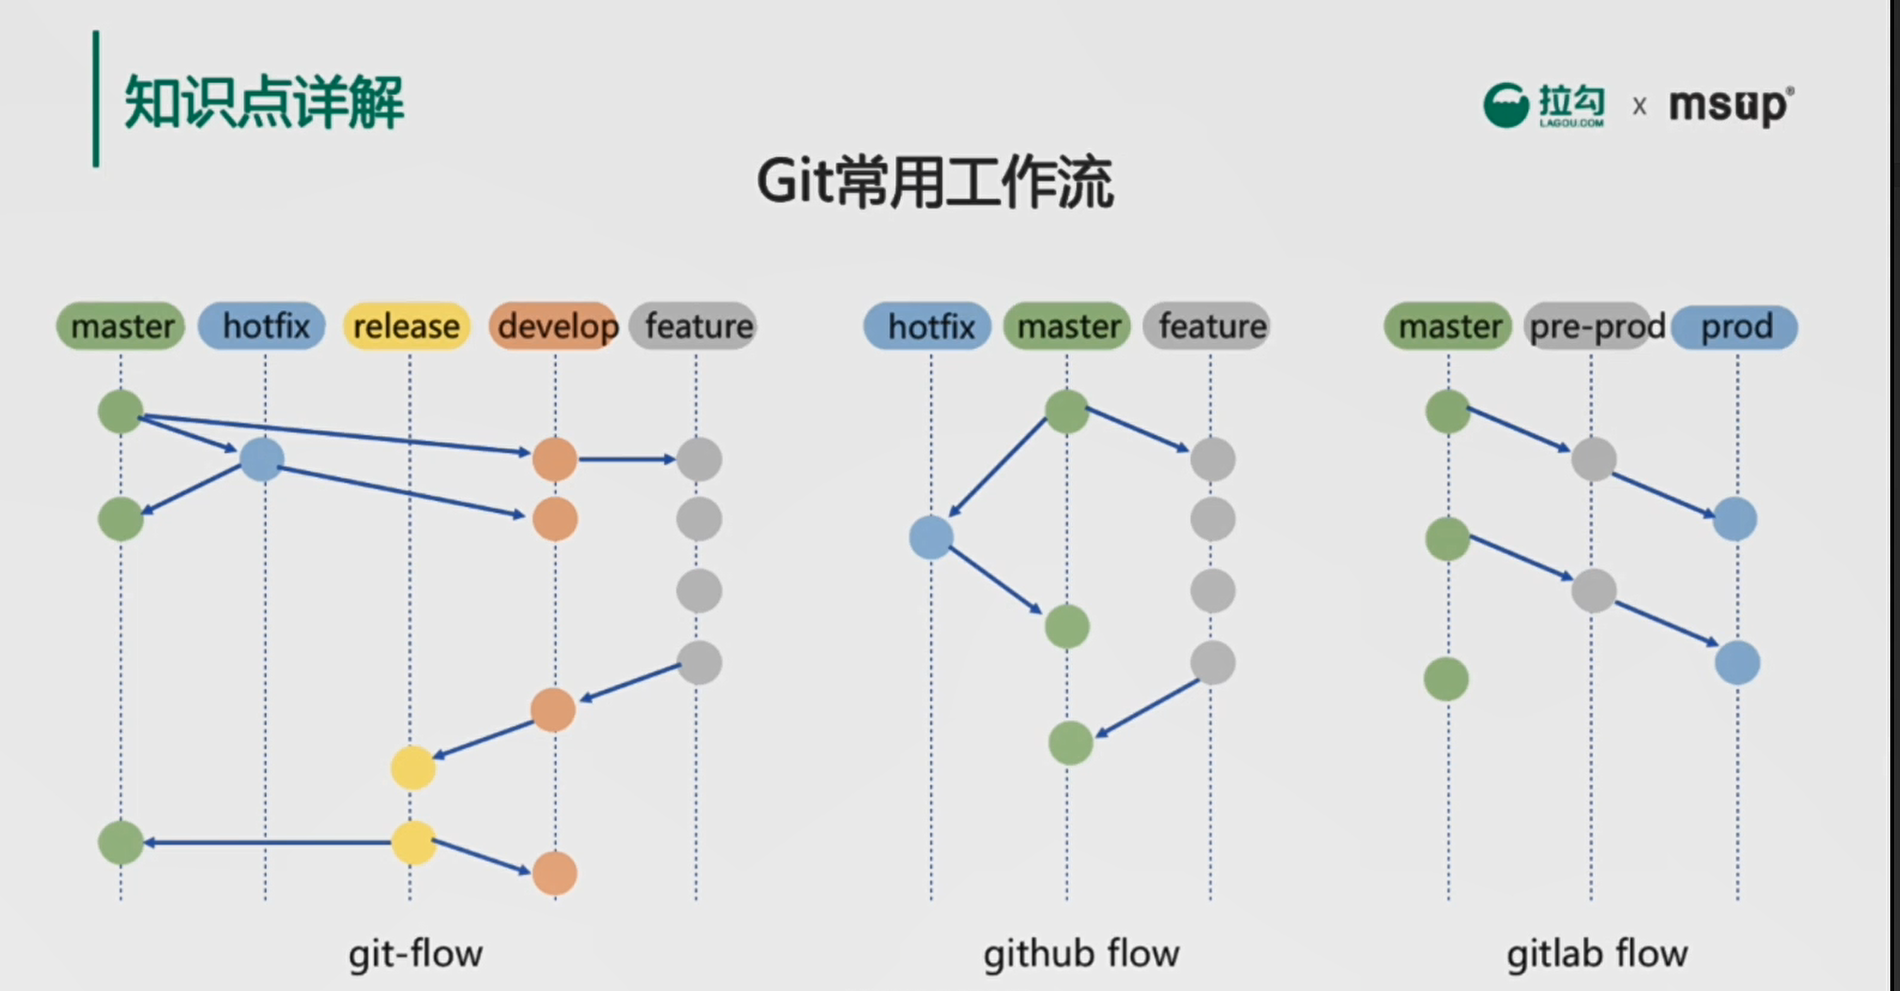 知识点详解
拉勾 x msup®
LAGOU.COM
Git常用工作流
master hotfix release develop feature
hotfix master feature
master pre-prod prod
git-flow
github flow
gitlab flow